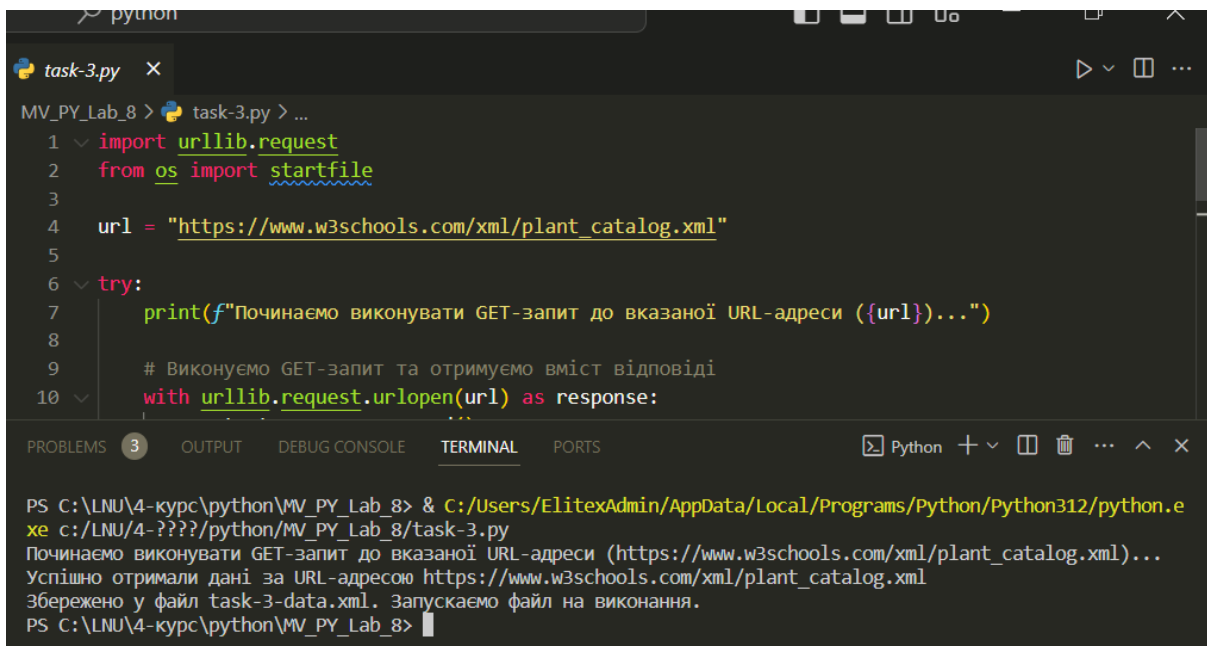 python
task-3.py
MV_PY_Lab_8 > task-3.py > ...
1 import urllib.request
2 from os import startfile
3
4 url = "https://www.w3schools.com/xml/plant_catalog.xml"
5
6 try:
7 print(f"Починаємо виконувати GET-запит до вказаної URL-адреси ({url})...")
8
9 # Виконуємо GET-запит та отримуємо вміст відповіді
10 with urllib.request.urlopen(url) as response:
PROBLEMS 3 OUTPUT DEBUG CONSOLE TERMINAL PORTS Python
PS C:\LNU\4-курс\python\MV_PY_Lab_8> & C:/Users/ElitexAdmin/AppData/Local/Programs/Python/Python312/python.e
xe c:/LNU/4-????/python/MV_PY_Lab_8/task-3.py
Починаємо виконувати GET-запит до вказаної URL-адреси (https://www.w3schools.com/xml/plant_catalog.xml)...
Успішно отримали дані за URL-адресою https://www.w3schools.com/xml/plant_catalog.xml
Збережено у файл task-3-data.xml. Запускаємо файл на виконання.
PS C:\LNU\4-курс\python\MV_PY_Lab_8>